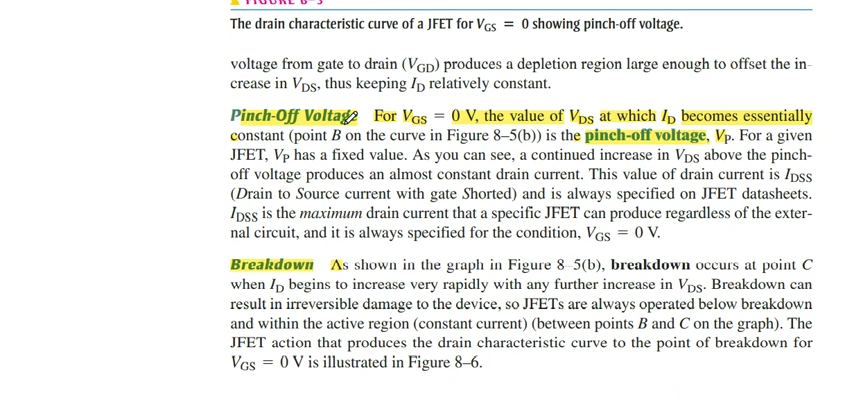 FIGURE 8–5
The drain characteristic curve of a JFET for VGS = 0 showing pinch-off voltage.
voltage from gate to drain (VGD) produces a depletion region large enough to offset the in-
crease in VDS, thus keeping ID relatively constant.
Pinch-Off Voltage For VGS = 0 V, the value of VDS at which ID becomes essentially
constant (point B on the curve in Figure 8–5(b)) is the pinch-off voltage, VP. For a given
JFET, VP has a fixed value. As you can see, a continued increase in VDS above the pinch-
off voltage produces an almost constant drain current. This value of drain current is IDSS
(Drain to Source current with gate Shorted) and is always specified on JFET datasheets.
IDSS is the maximum drain current that a specific JFET can produce regardless of the exter-
nal circuit, and it is always specified for the condition, VGS = 0 V.
Breakdown As shown in the graph in Figure 8–5(b), breakdown occurs at point C
when ID begins to increase very rapidly with any further increase in VDS. Breakdown can
result in irreversible damage to the device, so JFETs are always operated below breakdown
and within the active region (constant current) (between points B and C on the graph). The
JFET action that produces the drain characteristic curve to the point of breakdown for
VGS = 0 V is illustrated in Figure 8–6.